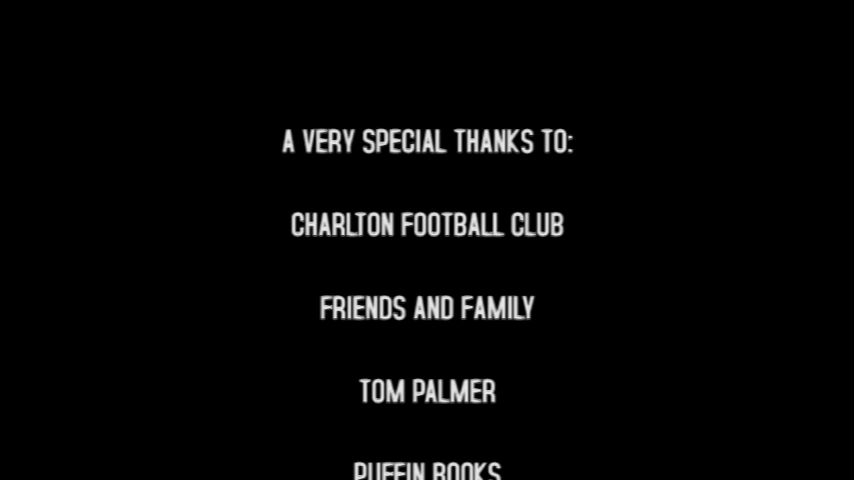 A VERY SPECIAL THANKS TO:
CHARLTON FOOTBALL CLUB
FRIENDS AND FAMILY
TOM PALMER
PUFFIN BOOKS